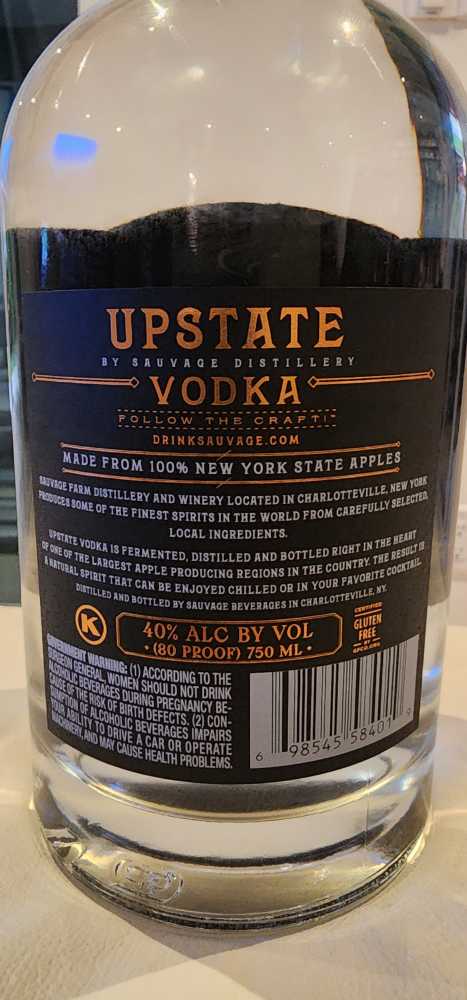 UPSTATE
BY SAUVAGE DISTILLERY
VODKA
FOLLOW THE CRAFT!™
DRINKSAUVAGE.COM
MADE FROM 100% NEW YORK STATE APPLES
SAUVAGE FARM DISTILLERY AND WINERY LOCATED IN CHARLOTTEVILLE, NEW YORK
PRODUCES SOME OF THE FINEST SPIRITS IN THE WORLD FROM CAREFULLY SELECTED,
LOCAL INGREDIENTS.
UPSTATE VODKA IS FERMENTED, DISTILLED AND BOTTLED RIGHT IN THE HEART
OF ONE OF THE LARGEST APPLE PRODUCING REGIONS IN THE COUNTRY. THE RESULT IS
A NATURAL SPIRIT THAT CAN BE ENJOYED CHILLED OR IN YOUR FAVORITE COCKTAIL.
DISTILLED AND BOTTLED BY SAUVAGE BEVERAGES IN CHARLOTTEVILLE, NY.
K
40% ALC BY VOL
• (80 PROOF) 750 ML •
CERTIFIED
GLUTEN
FREE
BY
GFCO.ORG
GOVERNMENT WARNING: (1) ACCORDING TO THE
SURGEON GENERAL, WOMEN SHOULD NOT DRINK
ALCOHOLIC BEVERAGES DURING PREGNANCY BE-
CAUSE OF THE RISK OF BIRTH DEFECTS. (2) CON-
SUMPTION OF ALCOHOLIC BEVERAGES IMPAIRS
YOUR ABILITY TO DRIVE A CAR OR OPERATE
MACHINERY, AND MAY CAUSE HEALTH PROBLEMS.
6 98545 58401 9